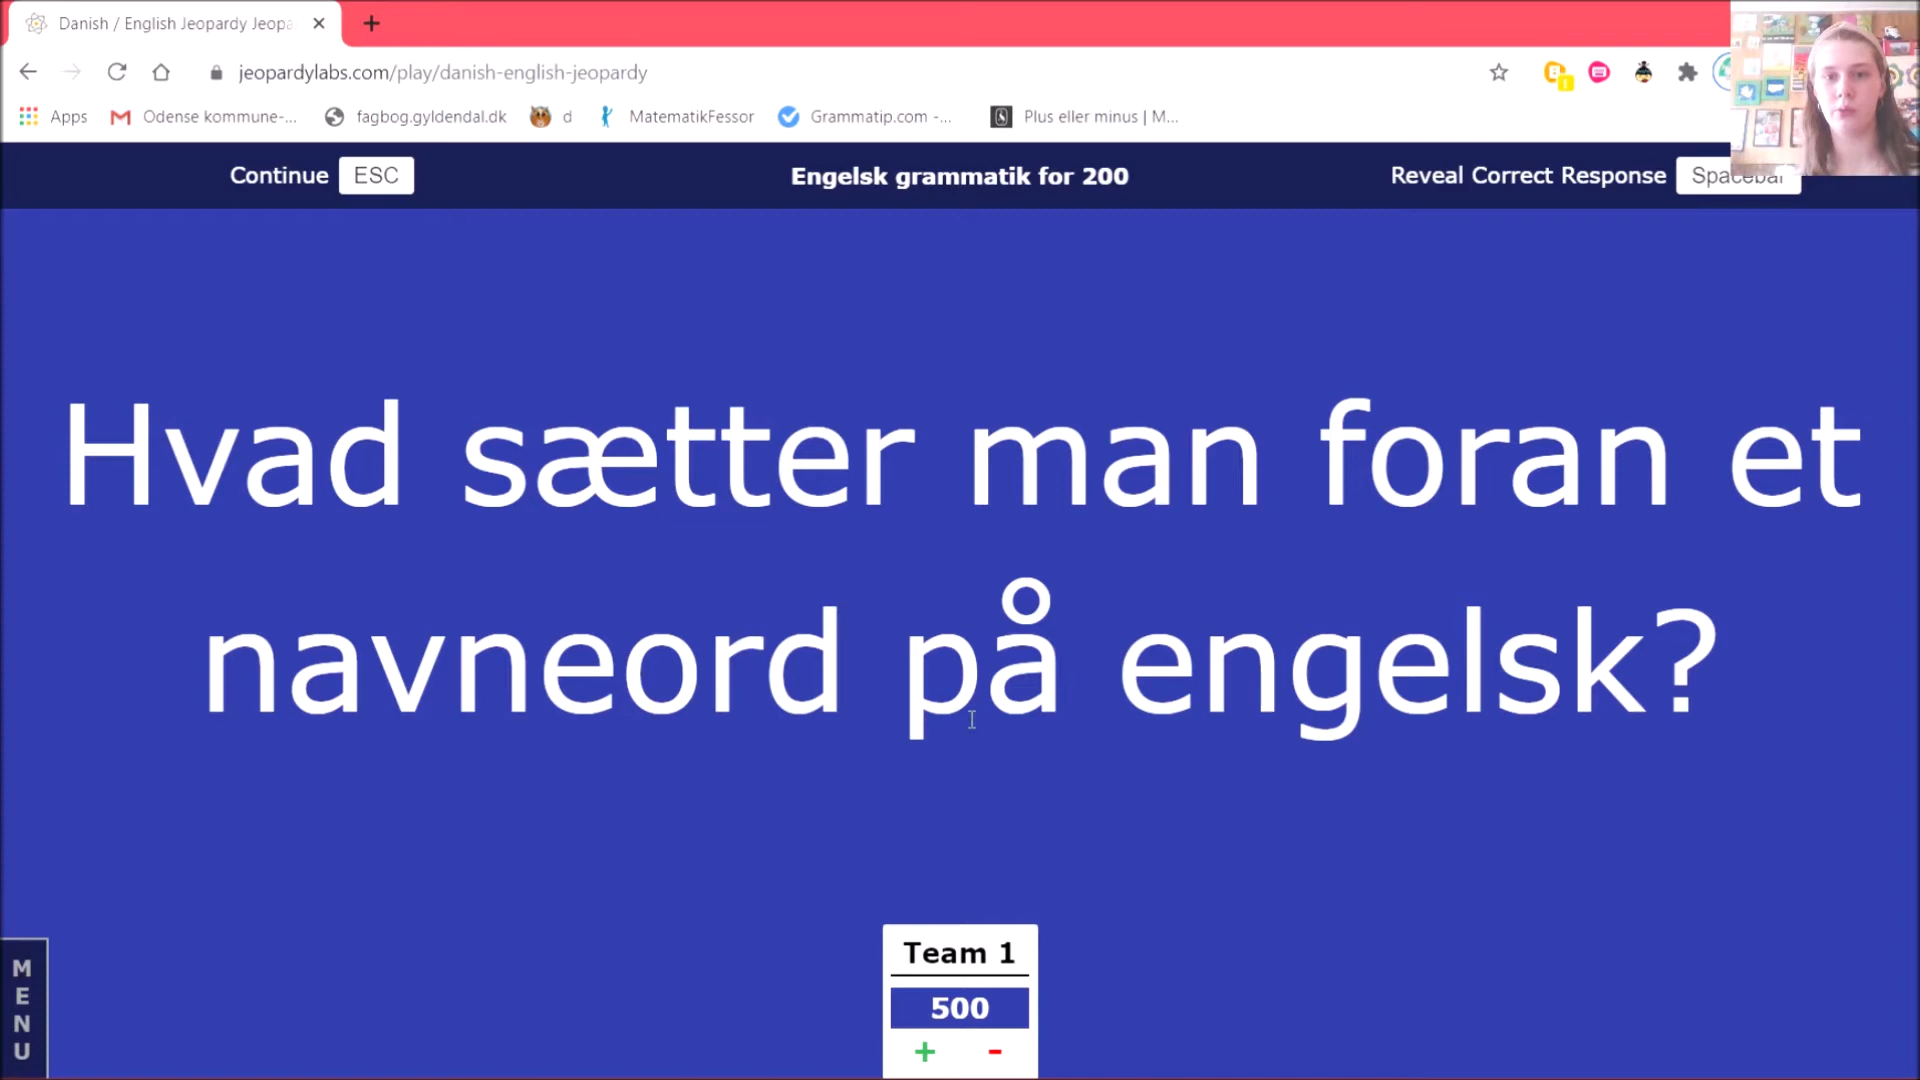 Danish / English Jeopardy Jeopa
jeopardylabs.com/play/danish-english-jeopardy
Apps
Odense kommune-...
fagbog.gyldendal.dk
d
MatematikFessor
Grammatip.com -...
Plus eller minus | M...
Continue ESC
Engelsk grammatik for 200
Reveal Correct Response Spacebar
Hvad sætter man foran et
navneord på engelsk?
MENU
Team 1
500
+ -